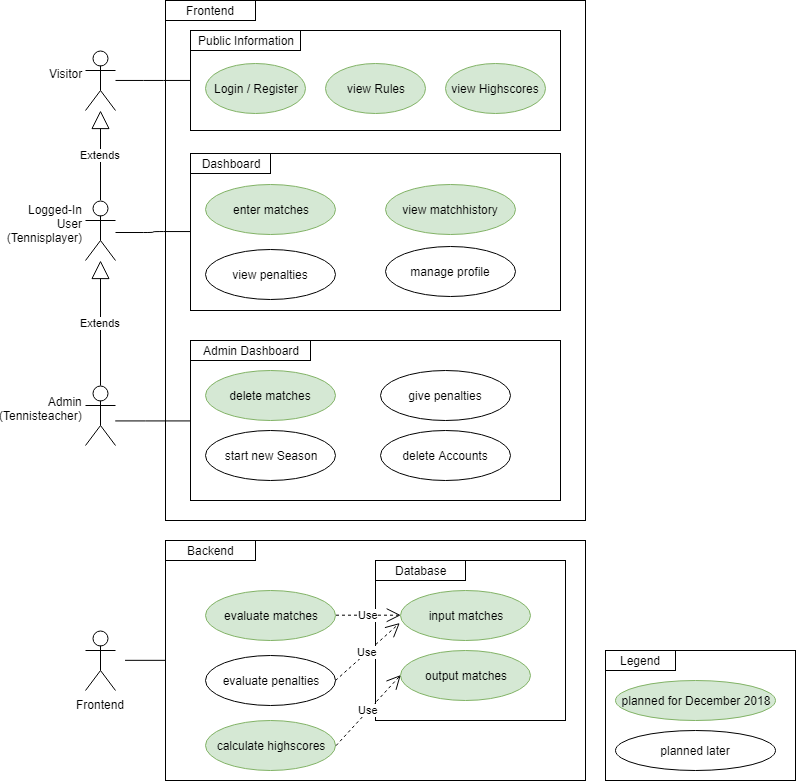 Frontend
Public Information
Visitor
Login / Register
view Rules
view Highscores
Extends
Dashboard
Logged-In
User
(Tennisplayer)
enter matches
view matchhistory
view penalties
manage profile
Extends
Admin Dashboard
Admin
(Tennisteacher)
delete matches
give penalties
start new Season
delete Accounts
Backend
Database
evaluate matches
Use
input matches
Use
evaluate penalties
output matches
Use
calculate highscores
Frontend
Legend
planned for December 2018
planned later